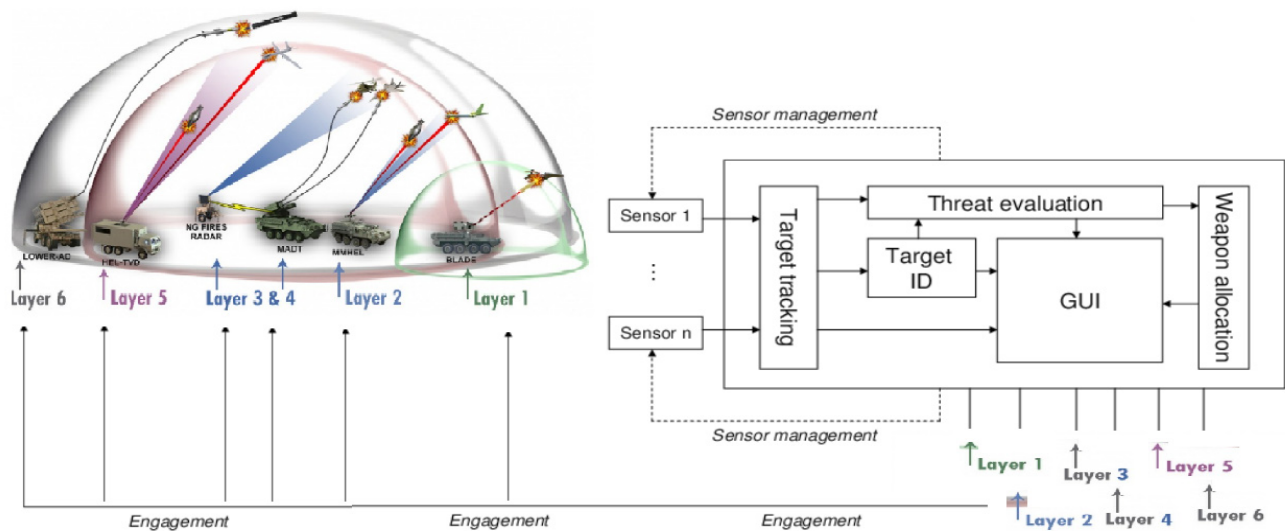 NG FIRES
RADAR
LOWER-AD
HEL-TVD
MADT
MMHEL
BLADE
Layer 6
Layer 5
Layer 3 & 4
Layer 2
Layer 1
Engagement
Engagement
Engagement
Sensor management
Sensor 1
⋮
Sensor n
Target tracking
Threat evaluation
Target
ID
GUI
Weapon allocation
Sensor management
Layer 1
Layer 3
Layer 5
Layer 2
Layer 4
Layer 6